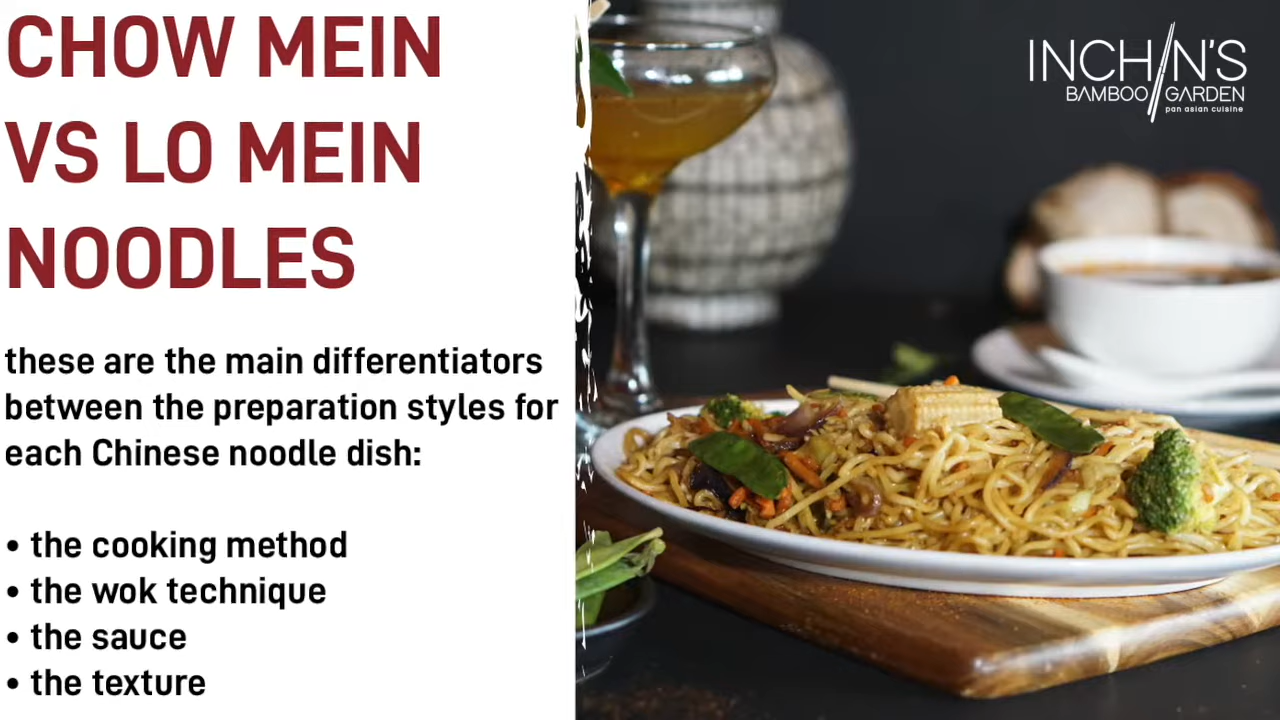 CHOW MEIN
VS LO MEIN
NOODLES
these are the main differentiators
between the preparation styles for
each Chinese noodle dish:
• the cooking method
• the wok technique
• the sauce
• the texture
INCHIN'S
BAMBOO GARDEN
pan asian cuisine